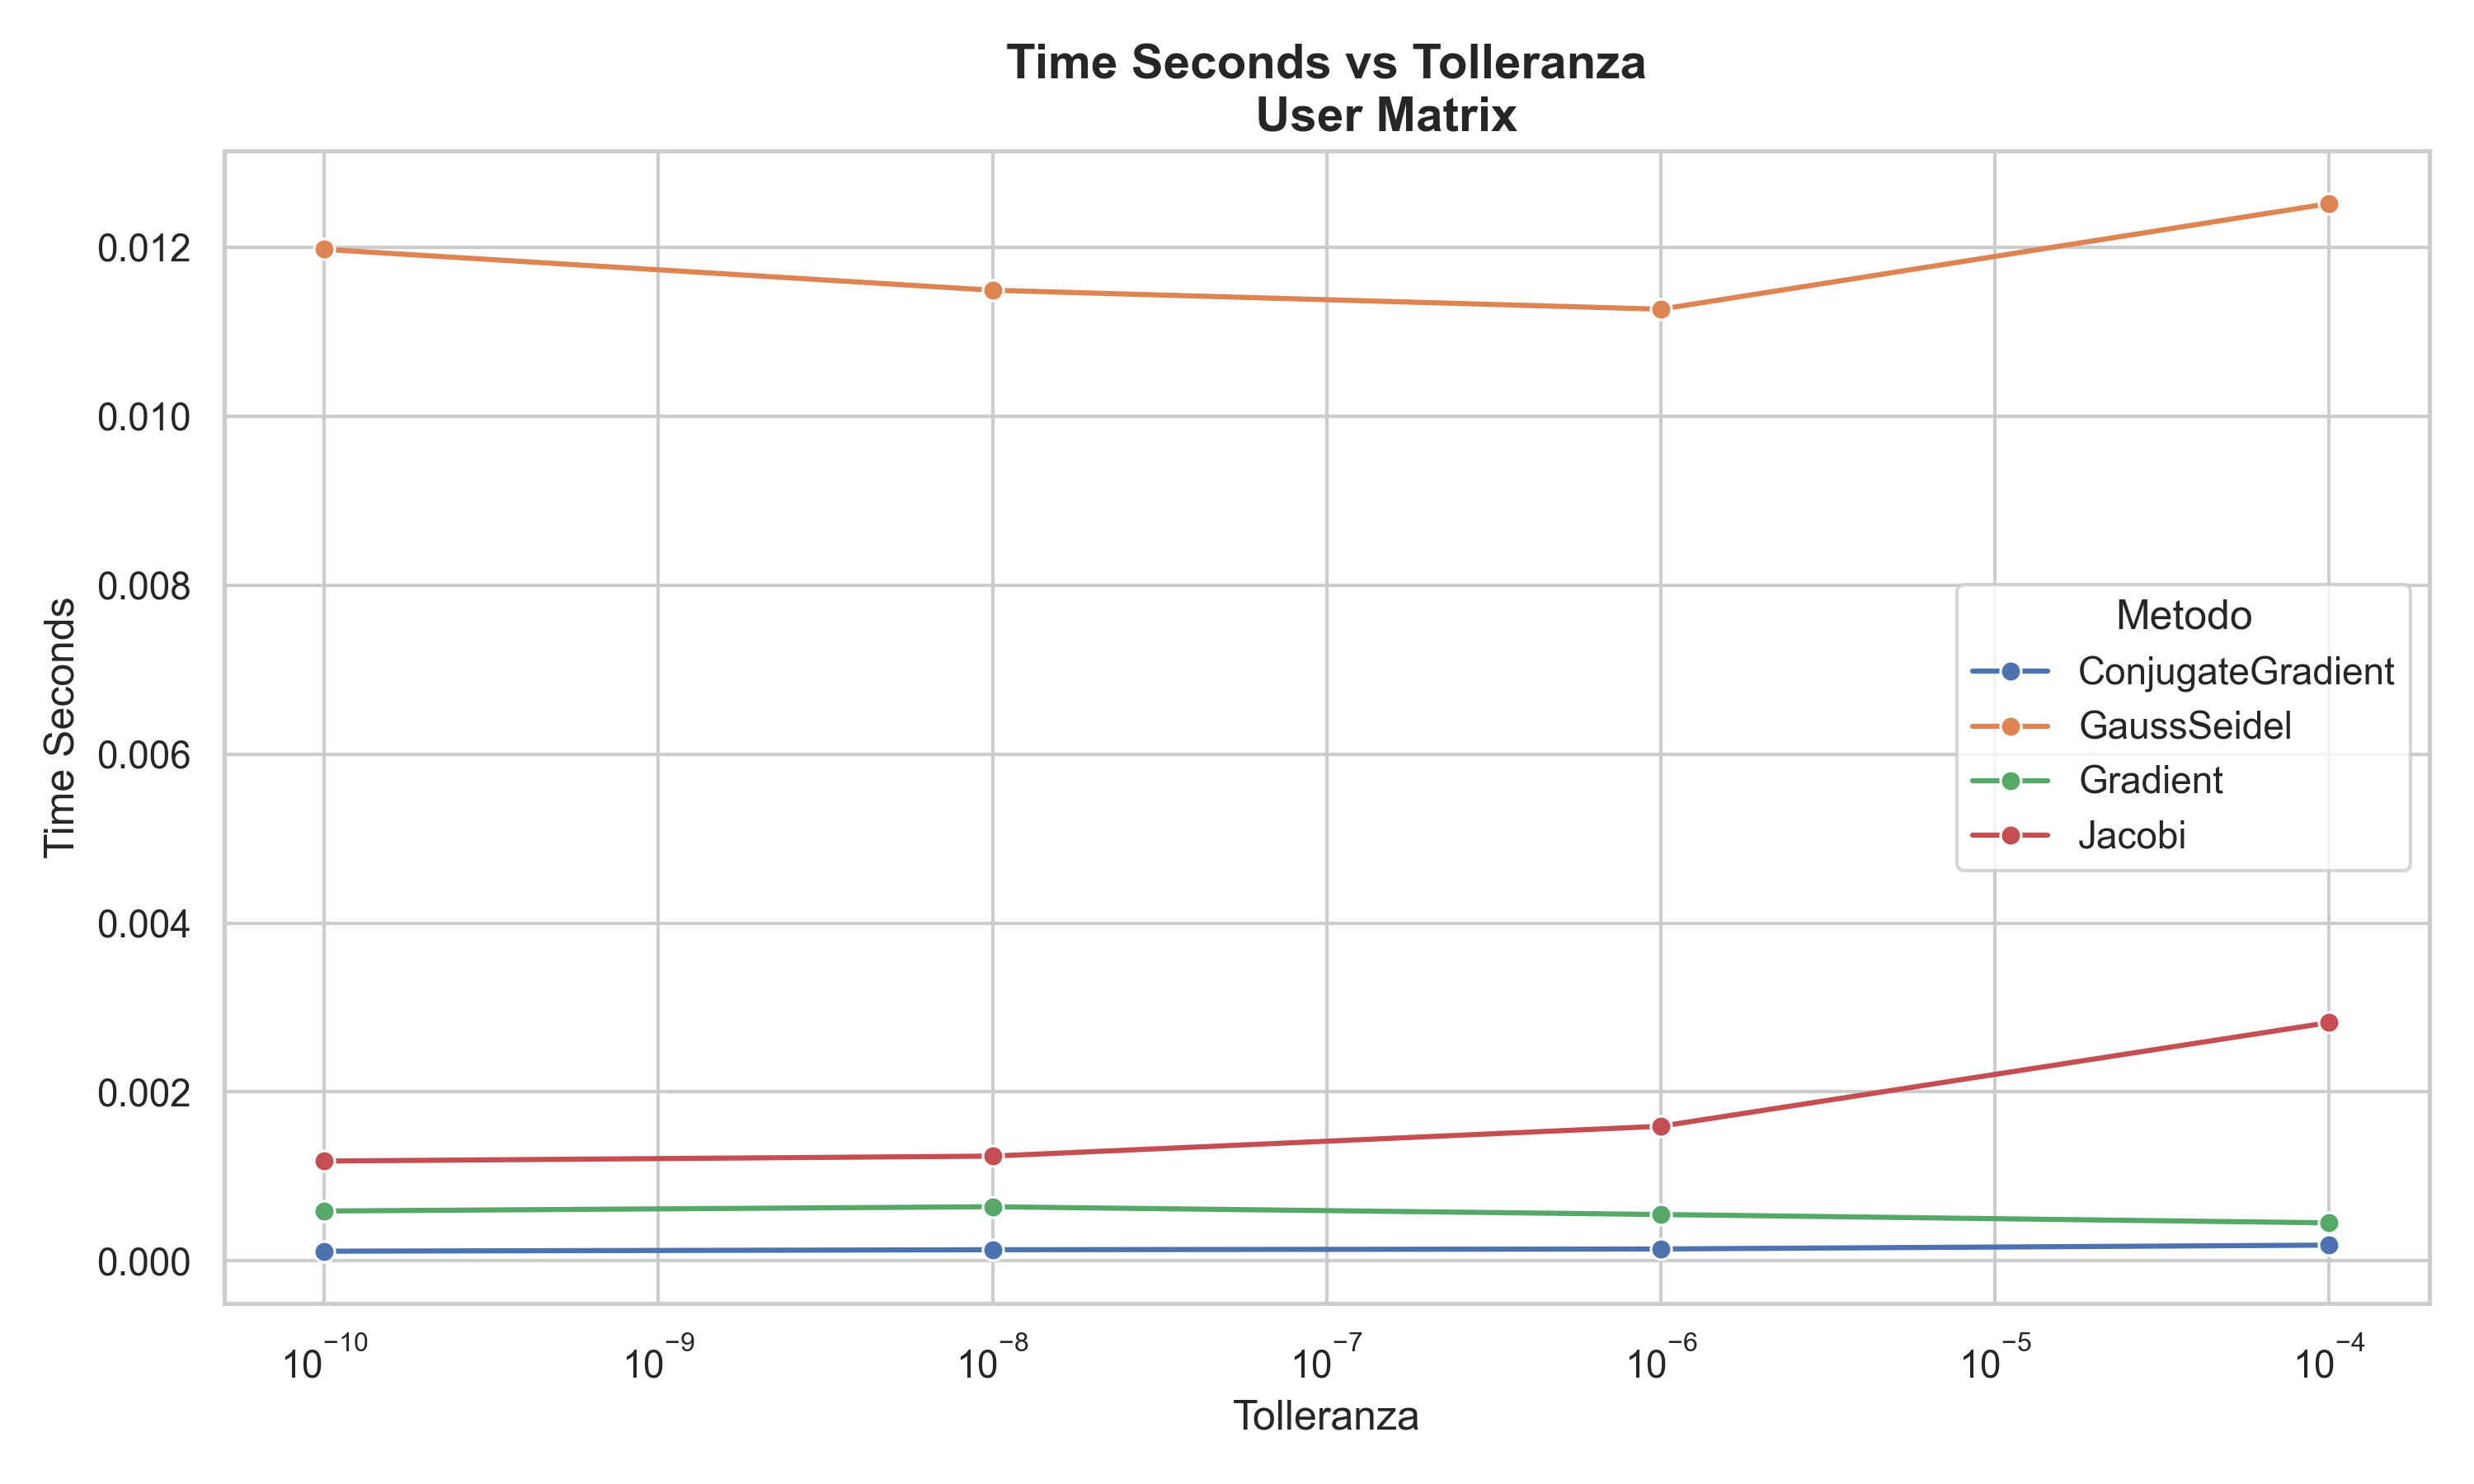 Time Seconds vs Tolleranza
User Matrix
0.012
0.010
0.008
0.006
0.004
0.002
0.000
Time Seconds
Metodo
ConjugateGradient
GaussSeidel
Gradient
Jacobi
10⁻¹⁰ 10⁻⁹ 10⁻⁸ 10⁻⁷ 10⁻⁶ 10⁻⁵ 10⁻⁴
Tolleranza